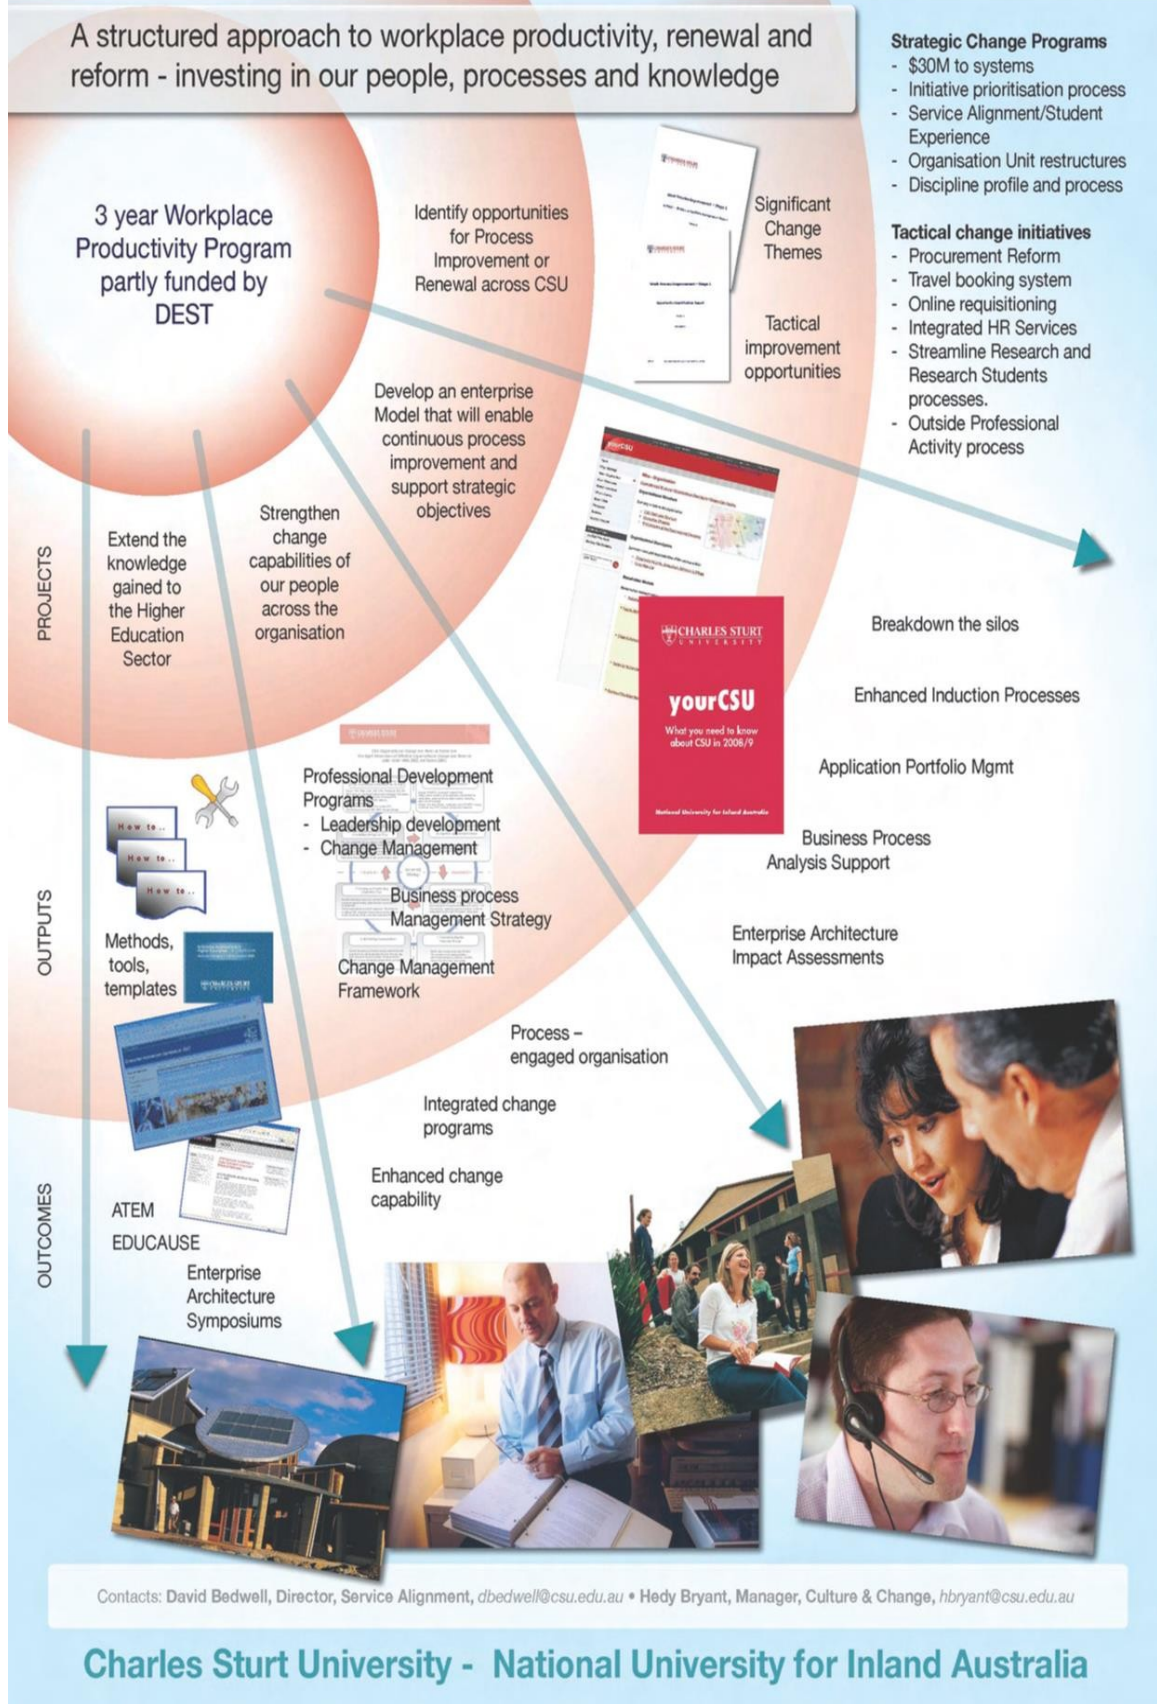 A structured approach to workplace productivity, renewal and
reform - investing in our people, processes and knowledge
Strategic Change Programs
- $30M to systems
- Initiative prioritisation process
- Service Alignment/Student
Experience
- Organisation Unit restructures
- Discipline profile and process
Tactical change initiatives
- Procurement Reform
- Travel booking system
- Online requisitioning
- Integrated HR Services
- Streamline Research and
Research Students
processes.
- Outside Professional
Activity process
3 year Workplace
Productivity Program
partly funded by
DEST
Identify opportunities
for Process
Improvement or
Renewal across CSU
Significant
Change
Themes
Tactical
improvement
opportunities
Develop an enterprise
Model that will enable
continuous process
improvement and
support strategic
objectives
Strengthen
change
capabilities of
our people
across the
organisation
Extend the
knowledge
gained to
the Higher
Education
Sector
PROJECTS
yourCSU
CHARLES STURT
UNIVERSITY
yourCSU
What you need to know
about CSU in 2008/9
National University for Inland Australia
Breakdown the silos
Enhanced Induction Processes
Application Portfolio Mgmt
Business Process
Analysis Support
Enterprise Architecture
Impact Assessments
OUTPUTS
How to..
How to..
How to..
Methods,
tools,
templates
CHARLES STURT
Professional Development
Programs
- Leadership development
- Change Management
Business process
Management Strategy
Change Management
Framework
Process –
engaged organisation
Integrated change
programs
Enhanced change
capability
OUTCOMES
ATEM
EDUCAUSE
Enterprise
Architecture
Symposiums
Contacts: David Bedwell, Director, Service Alignment, dbedwell@csu.edu.au • Hedy Bryant, Manager, Culture & Change, hbryant@csu.edu.au
Charles Sturt University - National University for Inland Australia